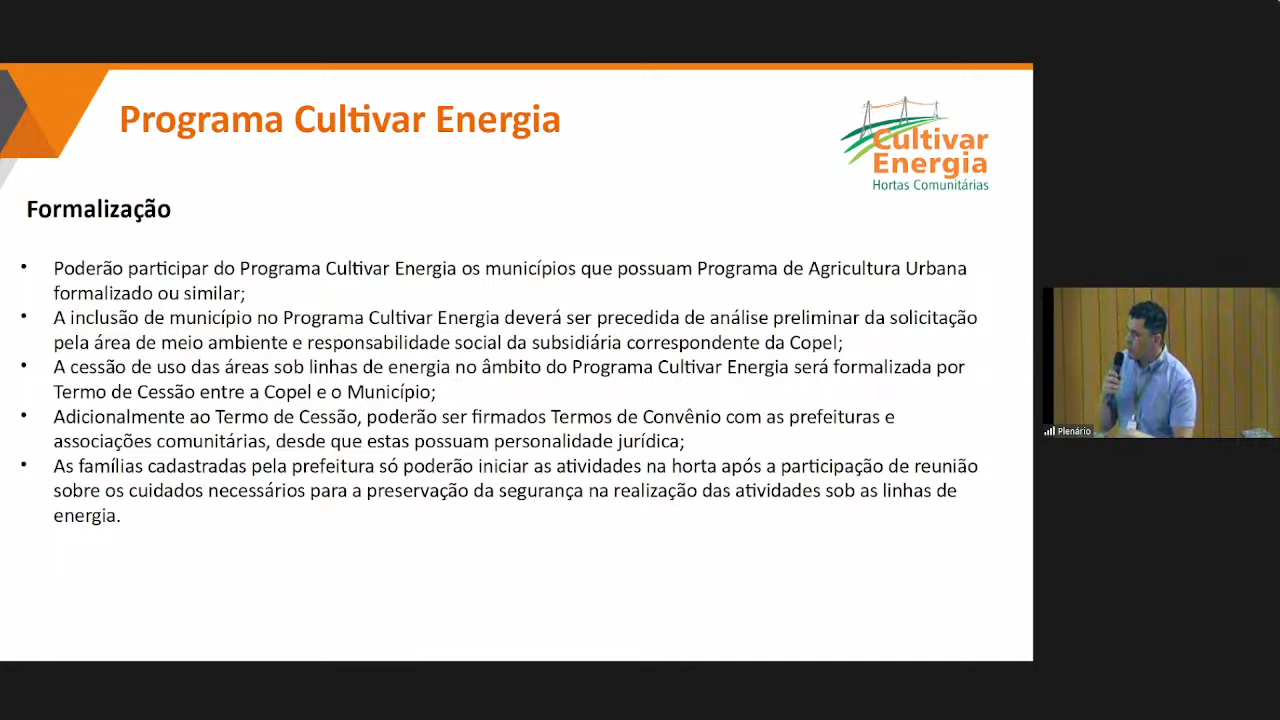 Programa Cultivar Energia
Cultivar
Energia
Hortas Comunitárias
Formalização
• Poderão participar do Programa Cultivar Energia os municípios que possuam Programa de Agricultura Urbana
formalizado ou similar;
• A inclusão de município no Programa Cultivar Energia deverá ser precedida de análise preliminar da solicitação
pela área de meio ambiente e responsabilidade social da subsidiária correspondente da Copel;
• A cessão de uso das áreas sob linhas de energia no âmbito do Programa Cultivar Energia será formalizada por
Termo de Cessão entre a Copel e o Município;
• Adicionalmente ao Termo de Cessão, poderão ser firmados Termos de Convênio com as prefeituras e
associações comunitárias, desde que estas possuam personalidade jurídica;
• As famílias cadastradas pela prefeitura só poderão iniciar as atividades na horta após a participação de reunião
sobre os cuidados necessários para a preservação da segurança na realização das atividades sob as linhas de
energia.
Plenário